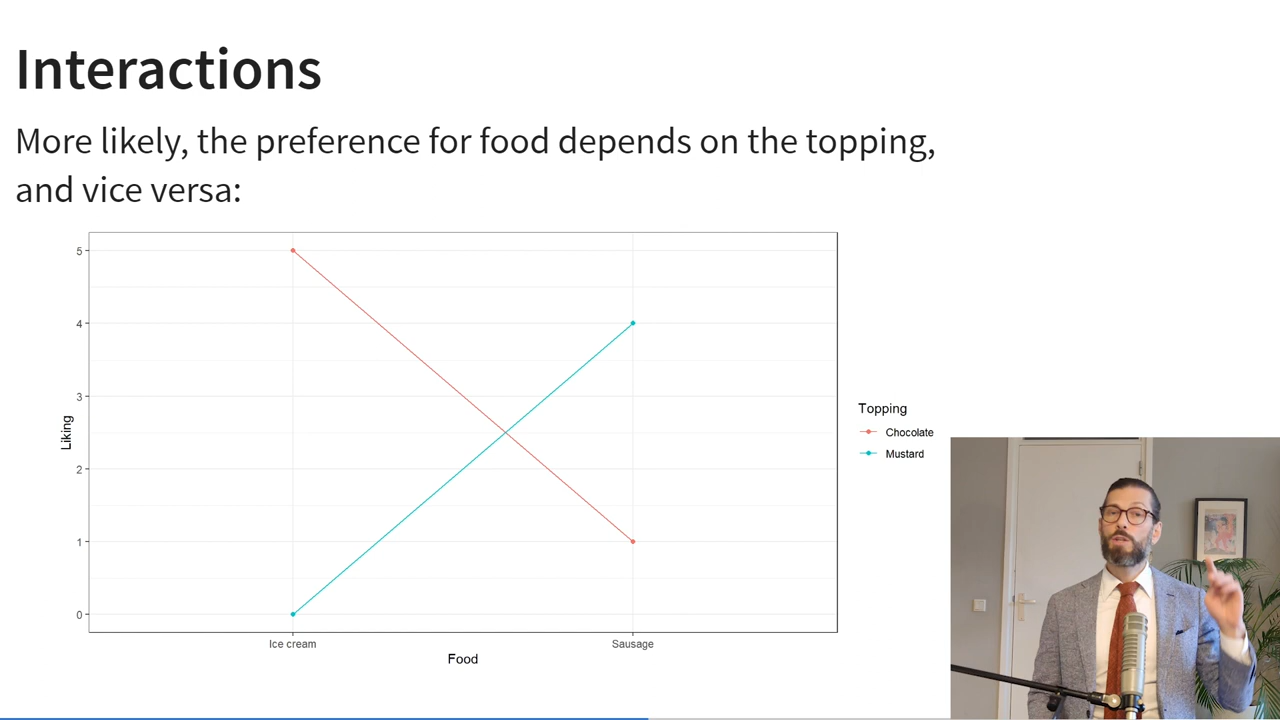 Interactions
More likely, the preference for food depends on the topping,
and vice versa:
5
4
3
2
1
0
Liking
Ice cream
Sausage
Food
Topping
Chocolate
Mustard